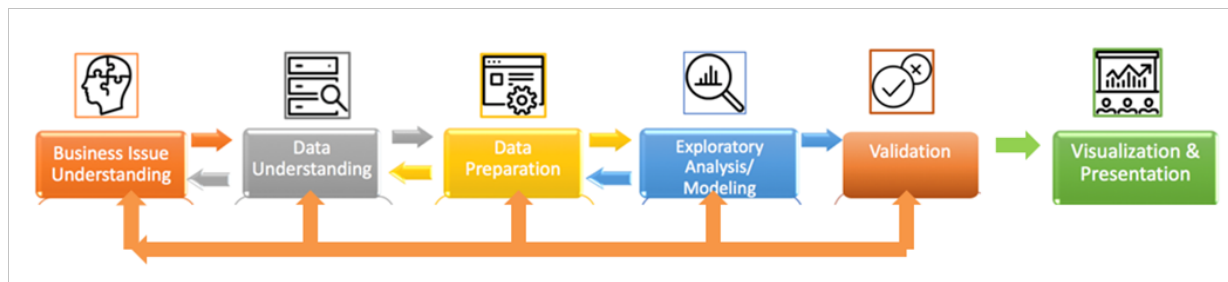 Business Issue
Understanding
Data
Understanding
Data
Preparation
Exploratory
Analysis/
Modeling
Validation
Visualization &
Presentation